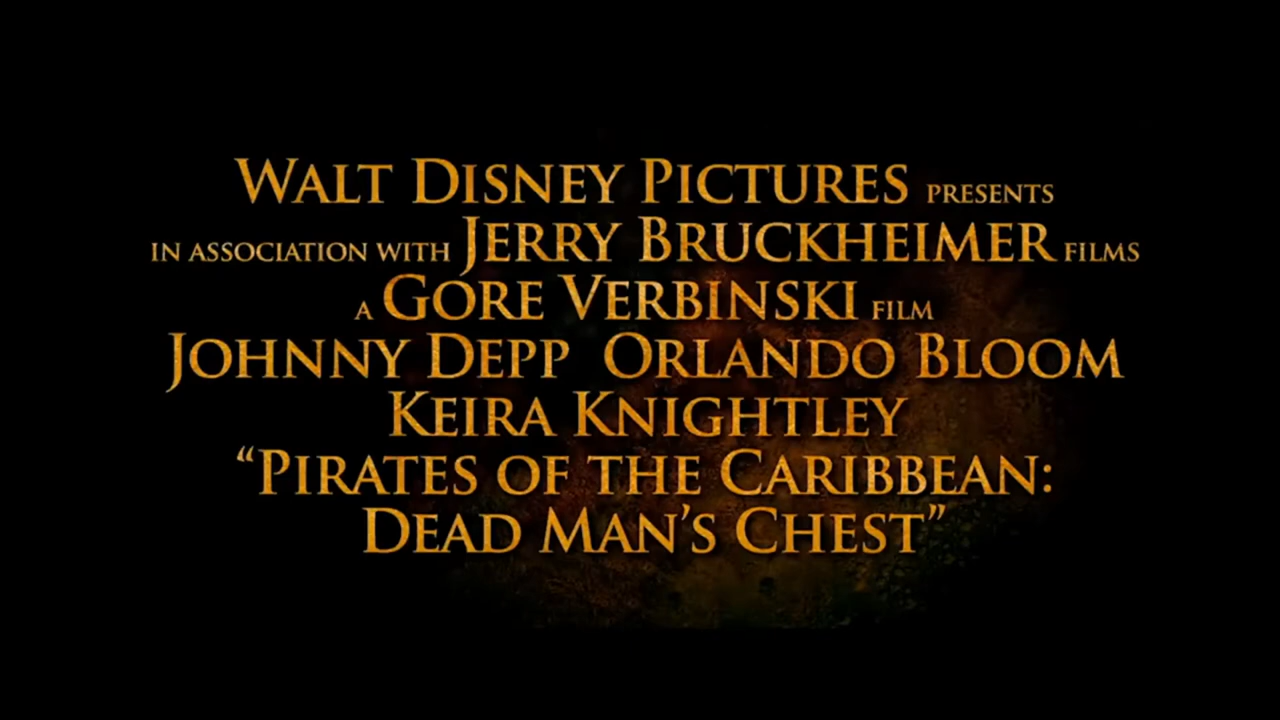 WALT DISNEY PICTURES PRESENTS
IN ASSOCIATION WITH JERRY BRUCKHEIMER FILMS
A GORE VERBINSKI FILM
JOHNNY DEPP ORLANDO BLOOM
KEIRA KNIGHTLEY
“PIRATES OF THE CARIBBEAN:
DEAD MAN’S CHEST”